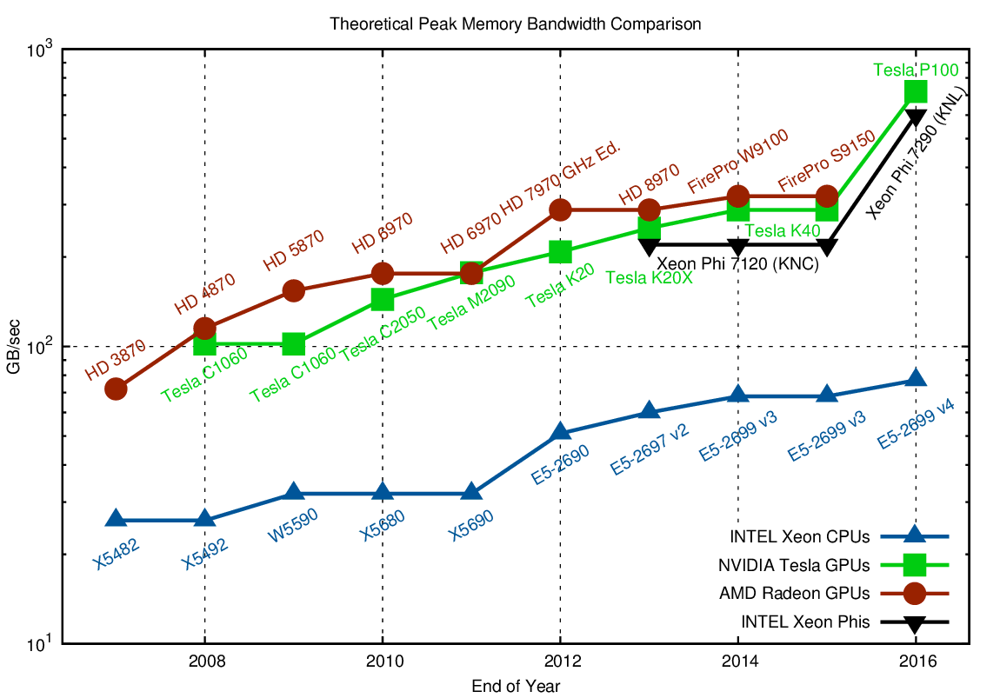 Theoretical Peak Memory Bandwidth Comparison
10^3
10^2
10^1
GB/sec
Tesla P100
Xeon Phi 7290 (KNL)
HD 3870
HD 4870
HD 5870
HD 6970
HD 6970
HD 7970 GHz Ed.
HD 8970
FirePro W9100
FirePro S9150
Tesla C1060
Tesla C1060
Tesla C2050
Tesla M2090
Tesla K20
Tesla K20X
Tesla K40
Xeon Phi 7120 (KNC)
X5482
X5492
W5590
X5680
X5690
E5-2690
E5-2697 v2
E5-2699 v3
E5-2699 v3
E5-2699 v4
INTEL Xeon CPUs
NVIDIA Tesla GPUs
AMD Radeon GPUs
INTEL Xeon Phis
2008 2010 2012 2014 2016
End of Year